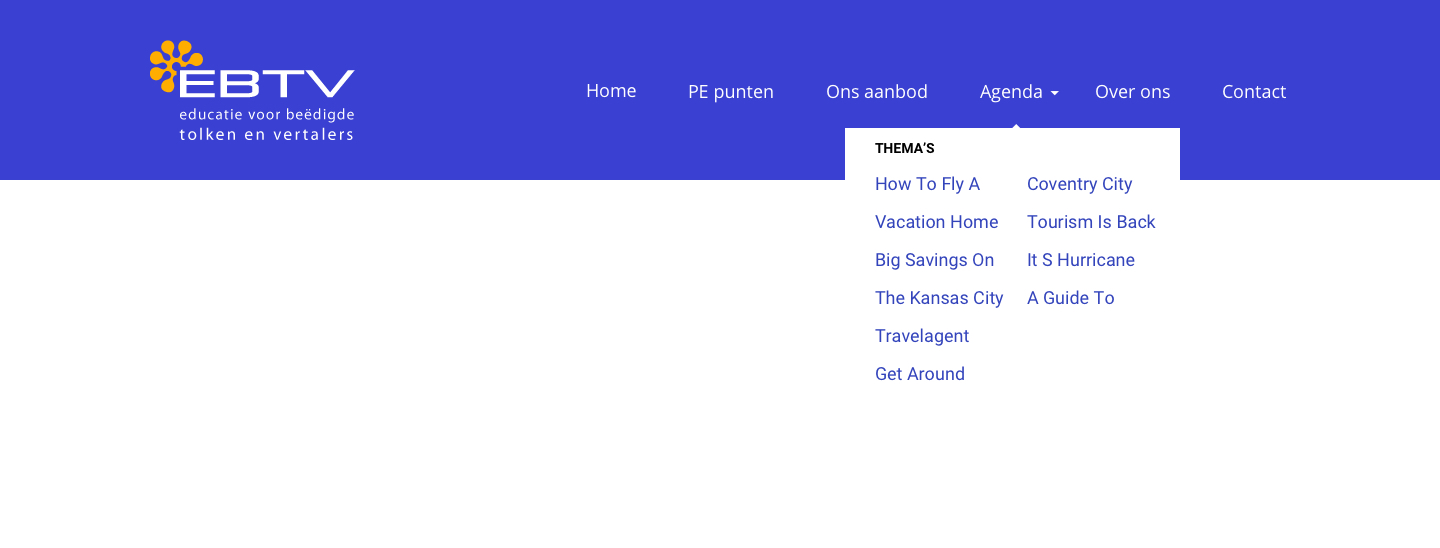 EBTV
educatie voor beëdigde
tolken en vertalers
Home PE punten Ons aanbod Agenda Over ons Contact
THEMA'S
How To Fly A
Vacation Home
Big Savings On
The Kansas City
Travelagent
Get Around
Coventry City
Tourism Is Back
It S Hurricane
A Guide To